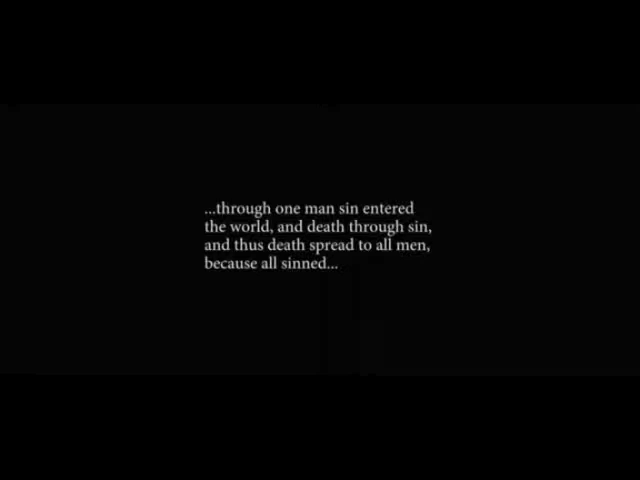 ...through one man sin entered
the world, and death through sin,
and thus death spread to all men,
because all sinned...